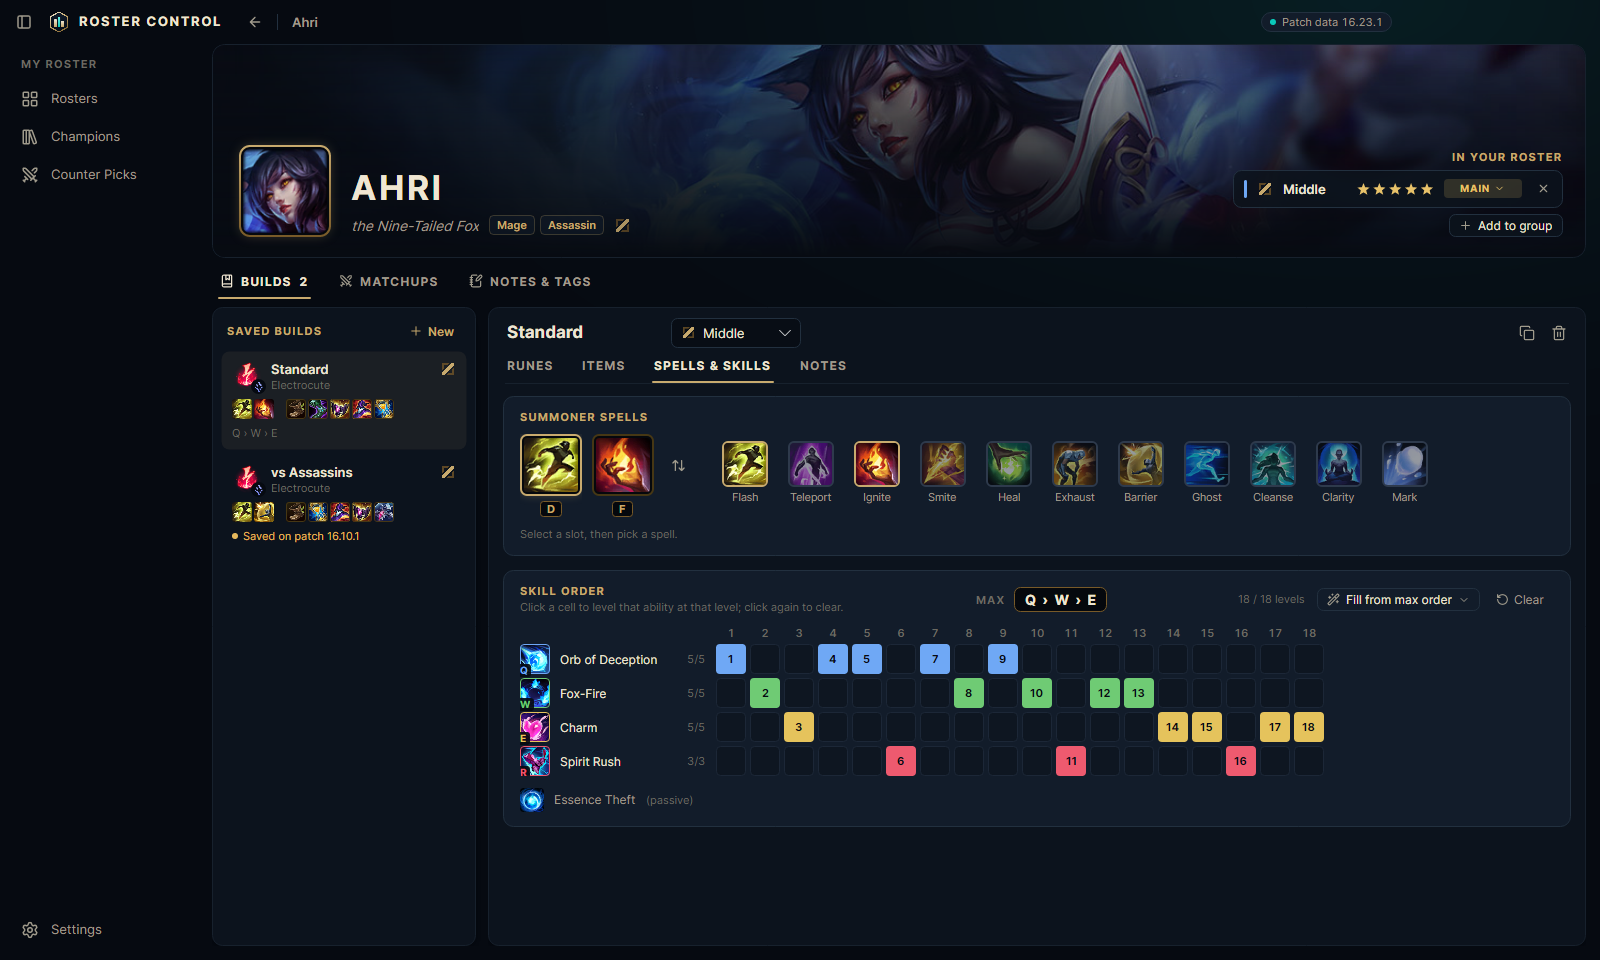 ROSTER CONTROL
Ahri
Patch data 16.23.1
MY ROSTER
Rosters
Champions
Counter Picks
Settings
AHRI
the Nine-Tailed Fox Mage Assassin
IN YOUR ROSTER
Middle MAIN
Add to group
BUILDS 2 MATCHUPS NOTES & TAGS
SAVED BUILDS New
Standard
Electrocute
Q › W › E
vs Assassins
Electrocute
Saved on patch 16.10.1
Standard Middle
RUNES ITEMS SPELLS & SKILLS NOTES
SUMMONER SPELLS
D F
Flash Teleport Ignite Smite Heal Exhaust Barrier Ghost Cleanse Clarity Mark
Select a slot, then pick a spell.
SKILL ORDER
Click a cell to level that ability at that level; click again to clear.
MAX Q › W › E
18 / 18 levels Fill from max order Clear
1 2 3 4 5 6 7 8 9 10 11 12 13 14 15 16 17 18
Q Orb of Deception 5/5 1 4 5 7 9
W Fox-Fire 5/5 2 8 10 12 13
E Charm 5/5 3 14 15 17 18
R Spirit Rush 3/3 6 11 16
Essence Theft (passive)